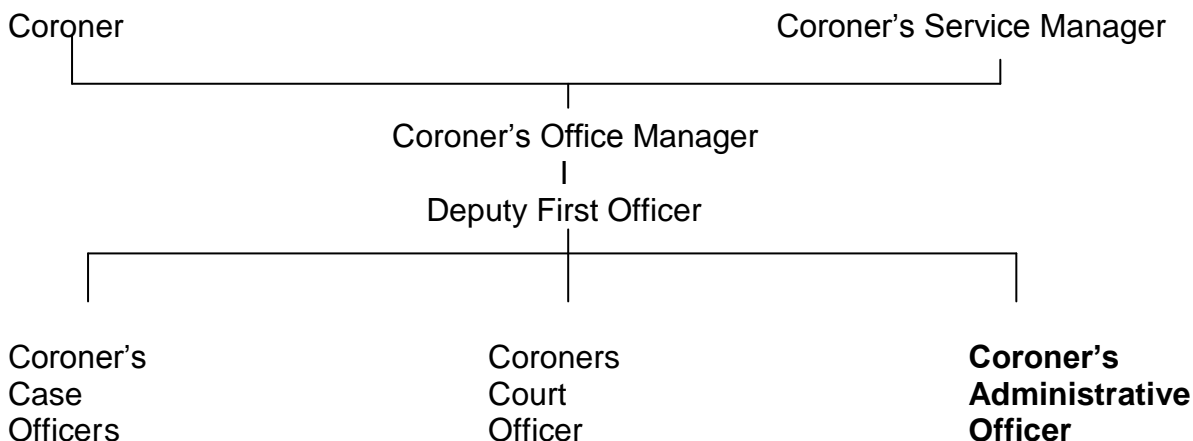 Coroner Coroner’s Service Manager
Coroner’s Office Manager
Deputy First Officer
Coroner’s
Case
Officers
Coroners
Court
Officer
Coroner’s
Administrative
Officer